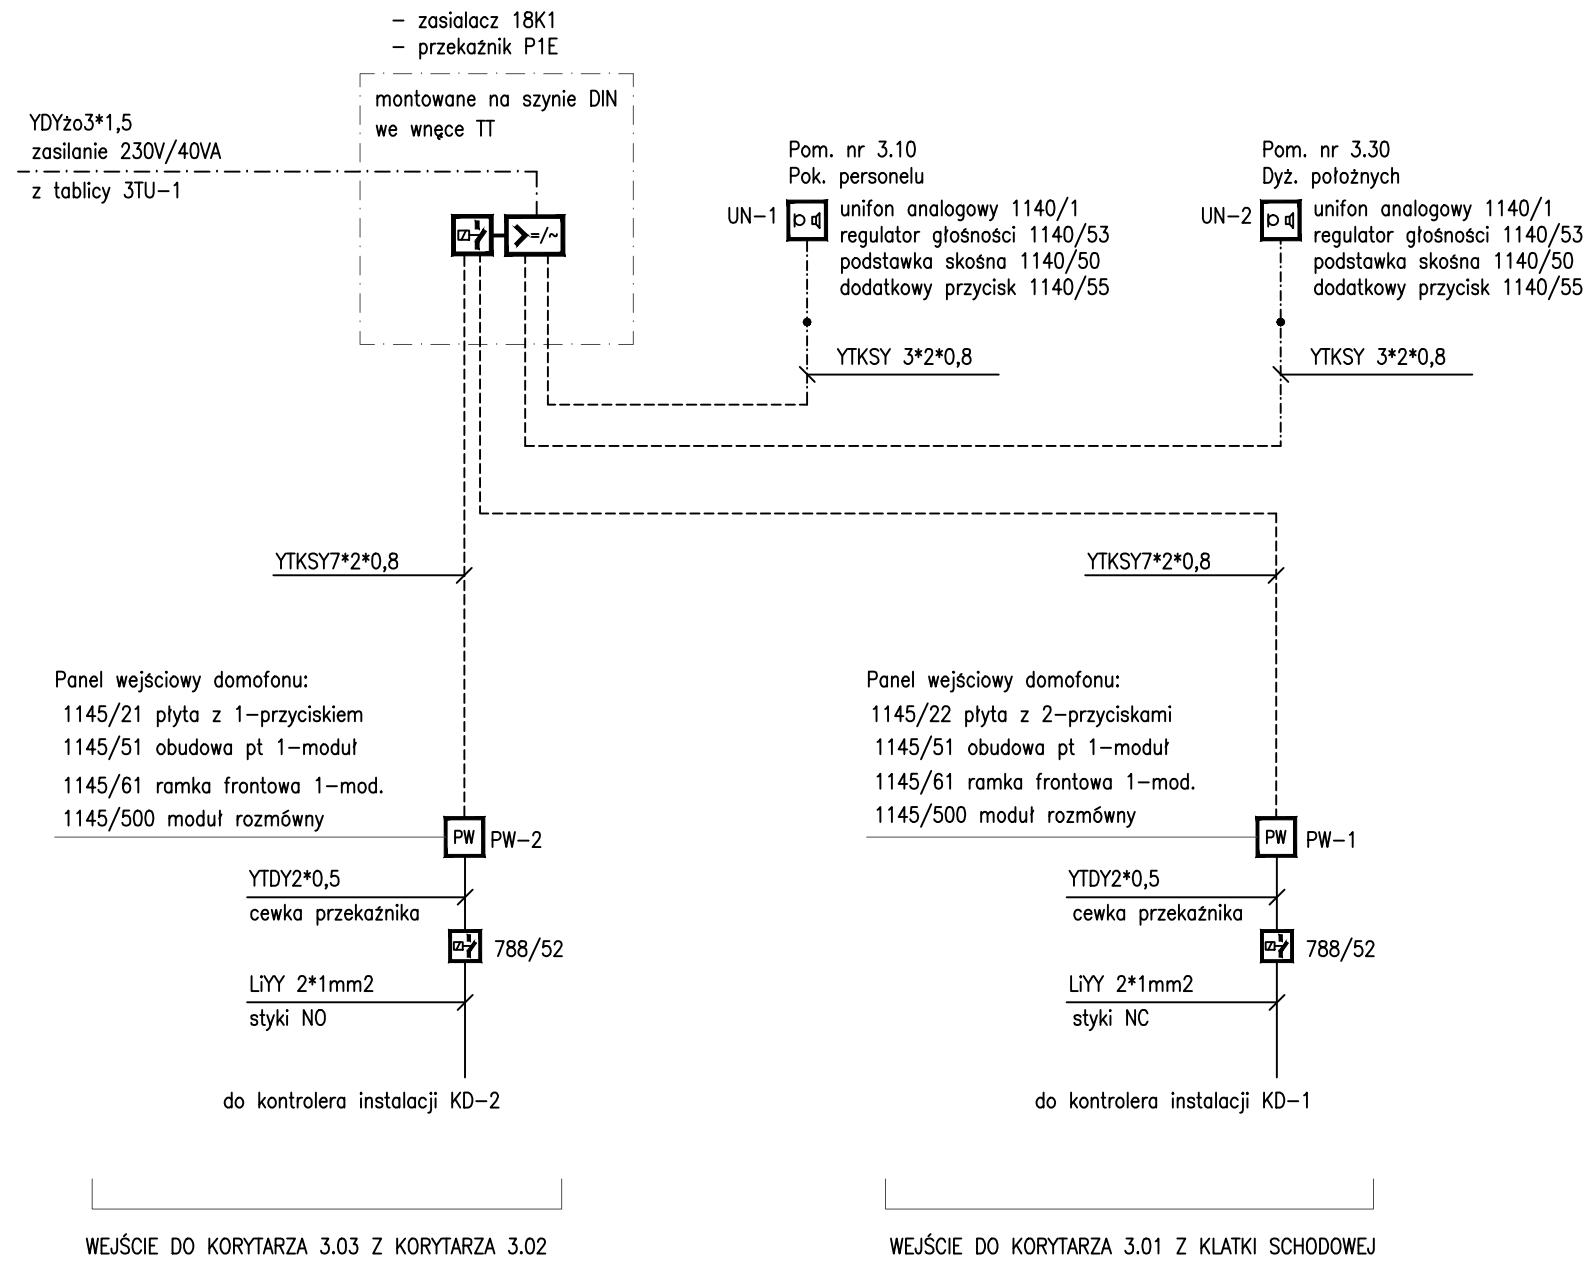 - zasialacz 18K1
- przekaźnik P1E
montowane na szynie DIN
we wnęce TT
YDYżo3*1,5
zasilanie 230V/40VA
z tablicy 3TU-1
>=/~
Pom. nr 3.10
Pok. personelu
UN-1
unifon analogowy 1140/1
regulator głośności 1140/53
podstawka skośna 1140/50
dodatkowy przycisk 1140/55
YTKSY 3*2*0,8
Pom. nr 3.30
Dyż. położnych
UN-2
unifon analogowy 1140/1
regulator głośności 1140/53
podstawka skośna 1140/50
dodatkowy przycisk 1140/55
YTKSY 3*2*0,8
YTKSY7*2*0,8
Panel wejściowy domofonu:
1145/21 płyta z 1-przyciskiem
1145/51 obudowa pt 1-moduł
1145/61 ramka frontowa 1-mod.
1145/500 moduł rozmówny
PW
PW-2
YTDY2*0,5
cewka przekaźnika
788/52
LiYY 2*1mm2
styki NO
do kontrolera instalacji KD-2
WEJŚCIE DO KORYTARZA 3.03 Z KORYTARZA 3.02
YTKSY7*2*0,8
Panel wejściowy domofonu:
1145/22 płyta z 2-przyciskami
1145/51 obudowa pt 1-moduł
1145/61 ramka frontowa 1-mod.
1145/500 moduł rozmówny
PW
PW-1
YTDY2*0,5
cewka przekaźnika
788/52
LiYY 2*1mm2
styki NC
do kontrolera instalacji KD-1
WEJŚCIE DO KORYTARZA 3.01 Z KLATKI SCHODOWEJ